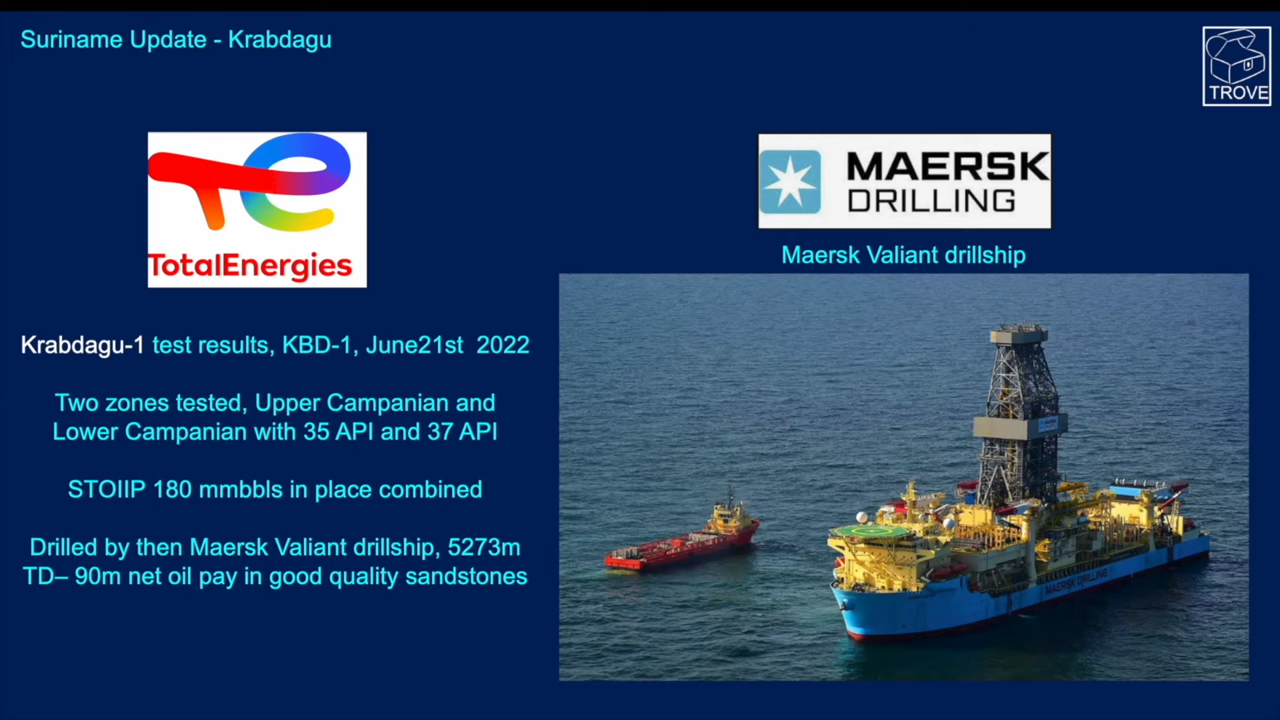 Suriname Update - Krabdagu
TROVE
TotalEnergies
MAERSK
DRILLING
Maersk Valiant drillship
Krabdagu-1 test results, KBD-1, June21st 2022
Two zones tested, Upper Campanian and
Lower Campanian with 35 API and 37 API
STOIIP 180 mmbbls in place combined
Drilled by then Maersk Valiant drillship, 5273m
TD– 90m net oil pay in good quality sandstones
MAERSK DRILLING